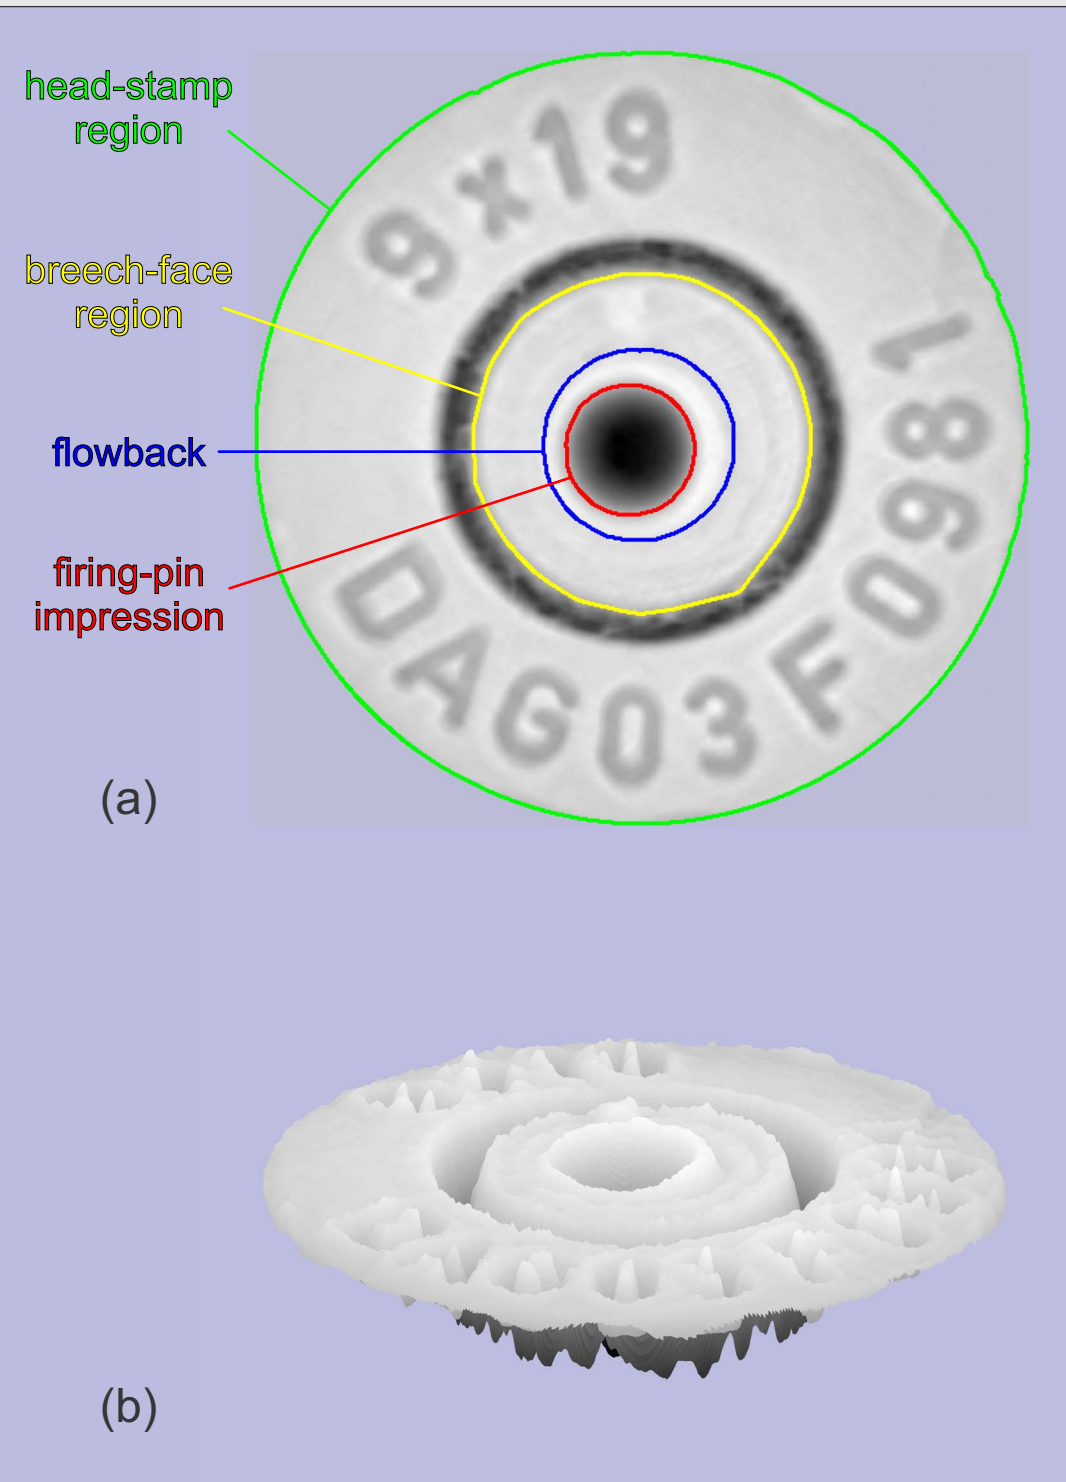 head-stamp
region
breech-face
region
flowback
firing-pin
impression
9x19
DAG03F0981
(a)
(b)